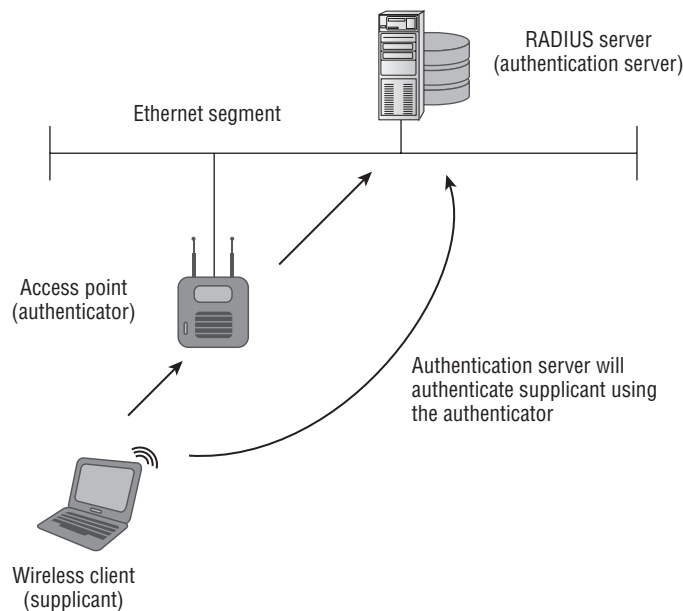 RADIUS server
(authentication server)
Ethernet segment
Access point
(authenticator)
Authentication server will
authenticate supplicant using
the authenticator
Wireless client
(supplicant)